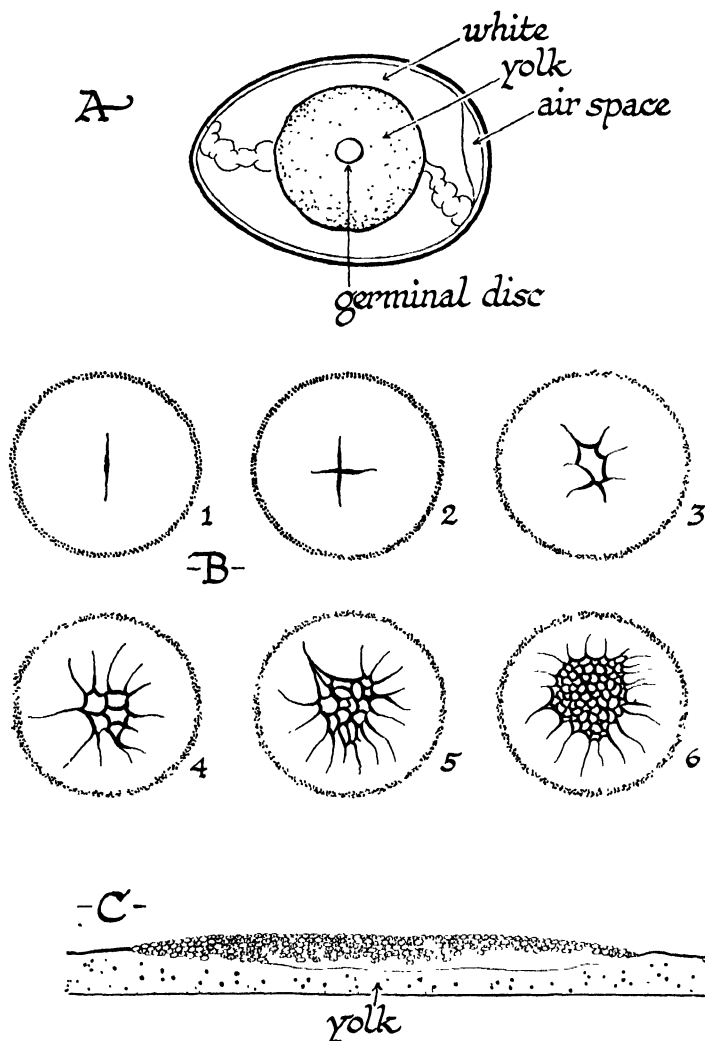 A
white
yolk
air space
germinal disc
1
2
3
-B-
4
5
6
-C-
yolk